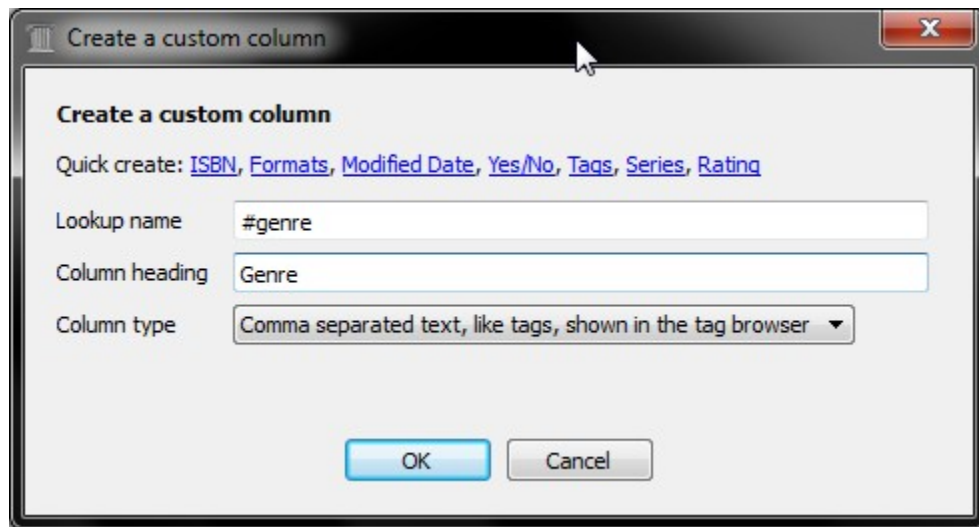 Create a custom column
Create a custom column
Quick create: ISBN, Formats, Modified Date, Yes/No, Tags, Series, Rating
Lookup name #genre
Column heading Genre
Column type Comma separated text, like tags, shown in the tag browser
OK Cancel